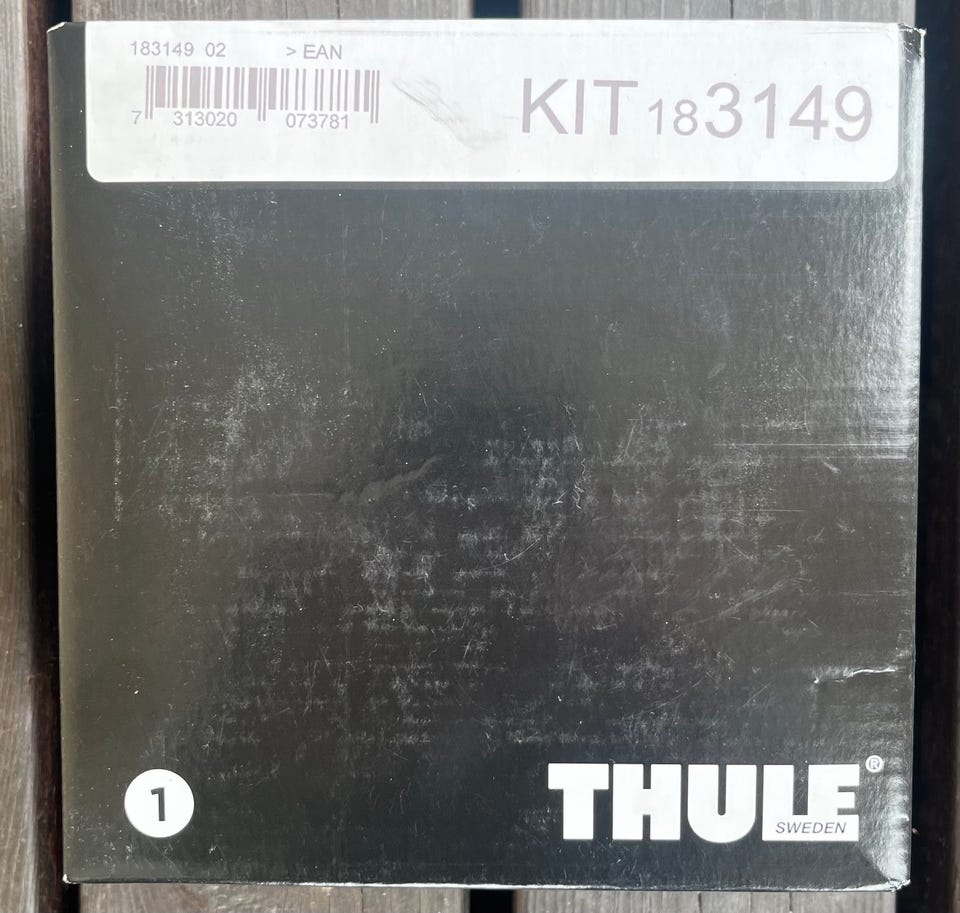 183149 02 > EAN
7 313020 073781
KIT 183149
1
THULE®
SWEDEN